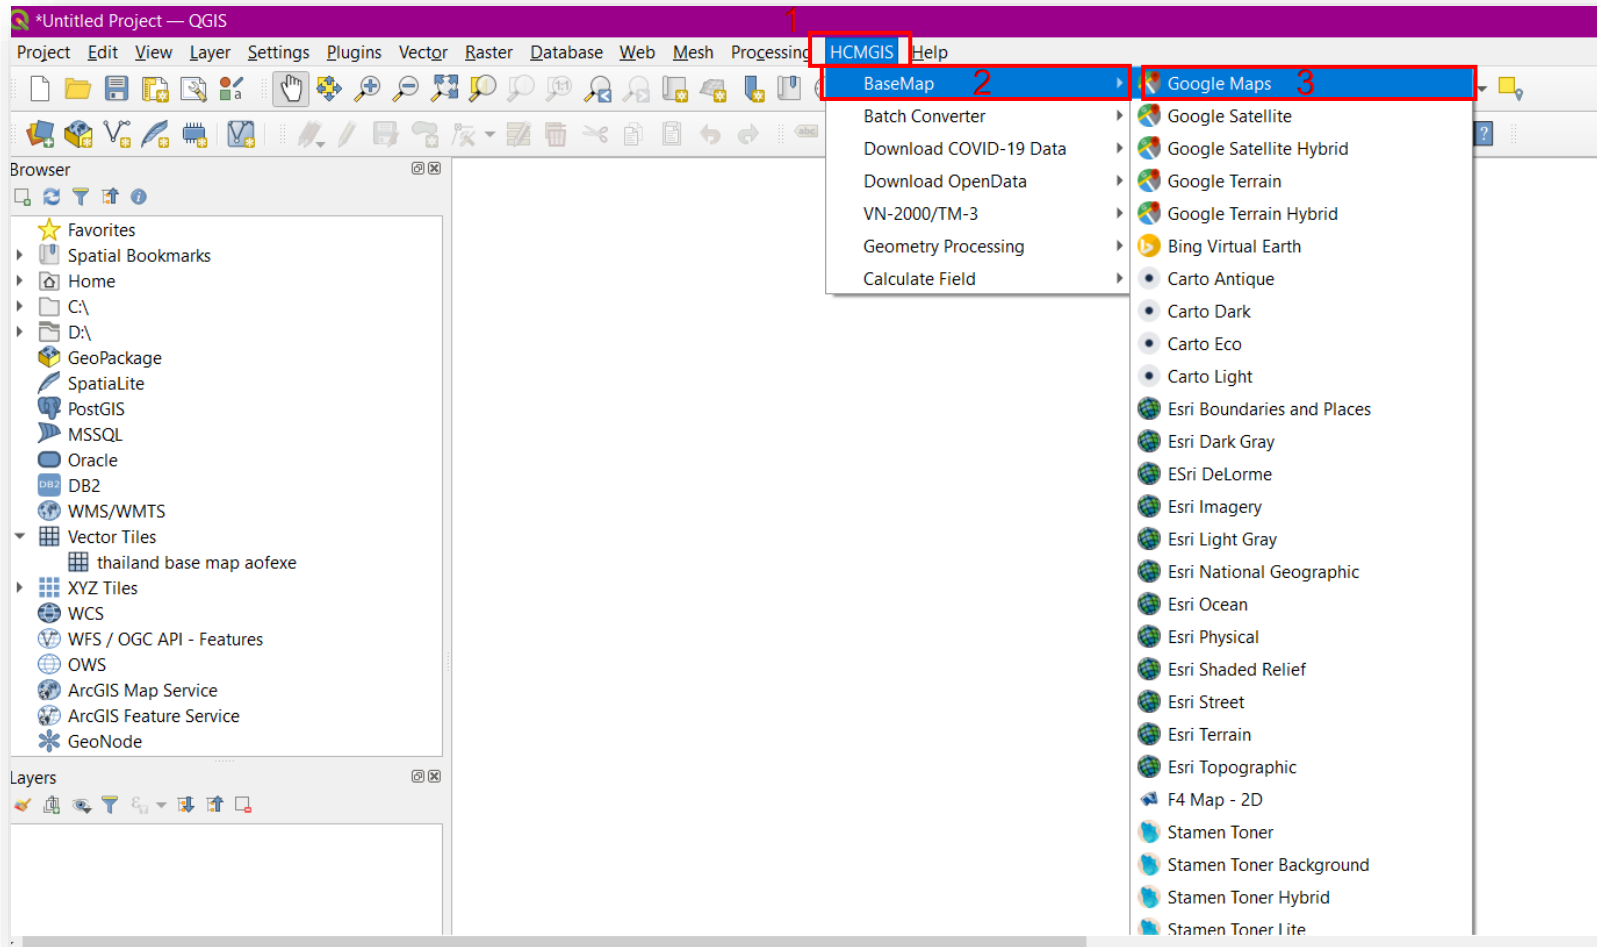 *Untitled Project — QGIS
1
Project Edit View Layer Settings Plugins Vector Raster Database Web Mesh Processing HCMGIS Help
BaseMap 2
Batch Converter
Download COVID-19 Data
Download OpenData
VN-2000/TM-3
Geometry Processing
Calculate Field
Google Maps 3
Google Satellite
Google Satellite Hybrid
Google Terrain
Google Terrain Hybrid
Bing Virtual Earth
Carto Antique
Carto Dark
Carto Eco
Carto Light
Esri Boundaries and Places
Esri Dark Gray
ESri DeLorme
Esri Imagery
Esri Light Gray
Esri National Geographic
Esri Ocean
Esri Physical
Esri Shaded Relief
Esri Street
Esri Terrain
Esri Topographic
F4 Map - 2D
Stamen Toner
Stamen Toner Background
Stamen Toner Hybrid
Stamen Toner Lite
abc
Browser
Favorites
Spatial Bookmarks
Home
C:\
D:\
GeoPackage
SpatiaLite
PostGIS
MSSQL
Oracle
DB2 DB2
WMS/WMTS
Vector Tiles
thailand base map aofexe
XYZ Tiles
WCS
WFS / OGC API - Features
OWS
ArcGIS Map Service
ArcGIS Feature Service
GeoNode
Layers